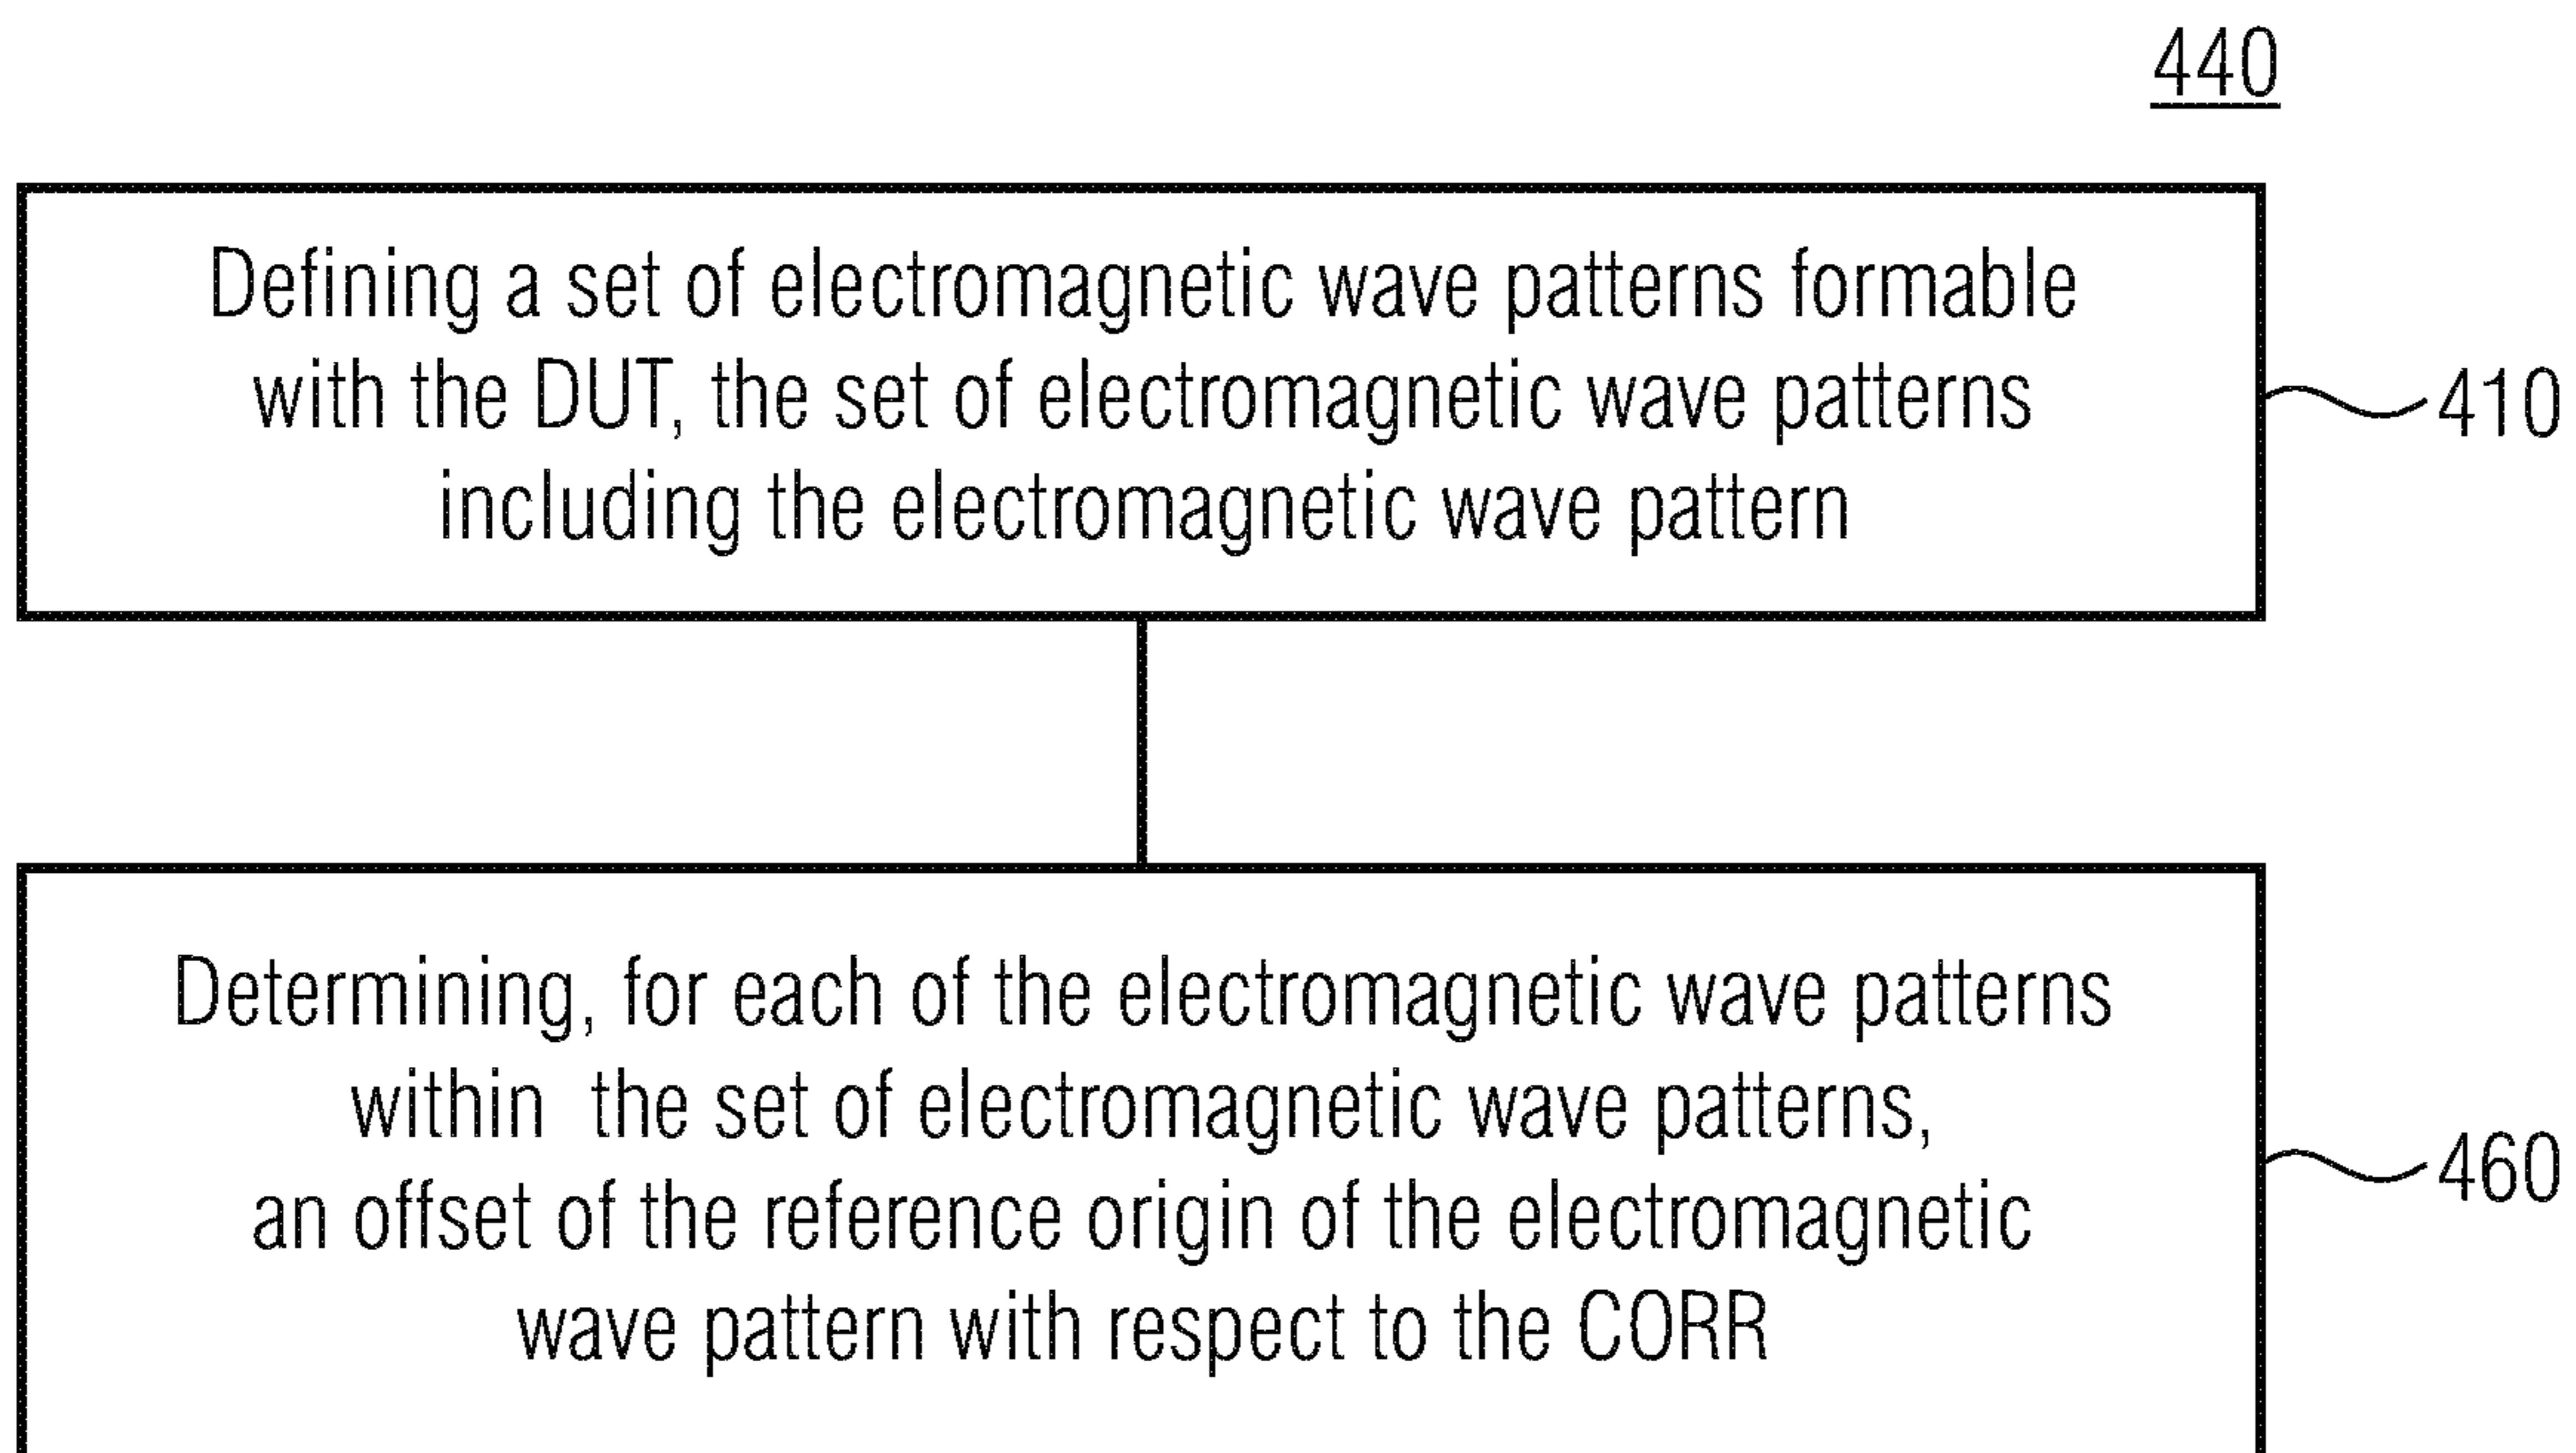 440
Defining a set of electromagnetic wave patterns formable
with the DUT, the set of electromagnetic wave patterns
including the electromagnetic wave pattern
410
Determining, for each of the electromagnetic wave patterns
within the set of electromagnetic wave patterns,
an offset of the reference origin of the electromagnetic
wave pattern with respect to the CORR
460